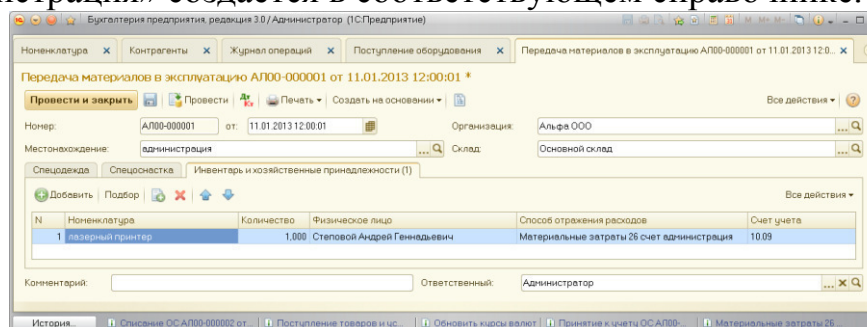 страция» создается в соответствующем справочнике.
Бухгалтерия предприятия, редакция 3.0 / Администратор (1С:Предприятие)
M M+ M-
Номенклатура Контрагенты Журнал операций Поступление оборудования Передача материалов в эксплуатацию АЛ00-000001 от 11.01.2013 12:0...
Передача материалов в эксплуатацию АЛ00-000001 от 11.01.2013 12:00:01 *
Провести и закрыть Провести Дт Кт Печать Создать на основании Все действия
Номер: АЛ00-000001 от: 11.01.2013 12:00:01 Организация: Альфа ООО ...
Местонахождение: администрация ... Склад: Основной склад ...
Спецодежда Спецоснастка Инвентарь и хозяйственные принадлежности (1)
Добавить Подбор Все действия
N Номенклатура Количество Физическое лицо Способ отражения расходов Счет учета
1 лазерный принтер 1,000 Степовой Андрей Геннадьевич Материальные затраты 26 счет администрация 10.09
Комментарий: Ответственный: Администратор ...
История... Списание ОС АЛ00-000002 от... Поступление товаров и ус... Обновить курсы валют Принятие к учету ОС АЛ00-... Материальные затраты 26 ...